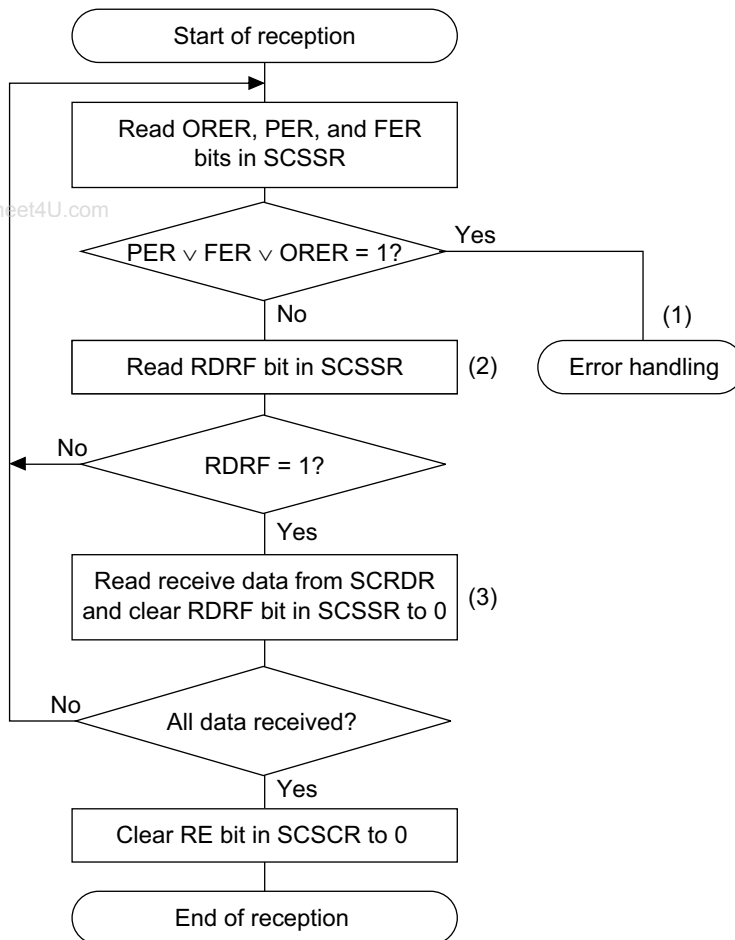 Start of reception
Read ORER, PER, and FER
bits in SCSSR
eet4U.com
PER ∨ FER ∨ ORER = 1?
Yes
No
(1)
Read RDRF bit in SCSSR
(2)
Error handling
No
RDRF = 1?
Yes
Read receive data from SCRDR
and clear RDRF bit in SCSSR to 0
(3)
No
All data received?
Yes
Clear RE bit in SCSCR to 0
End of reception